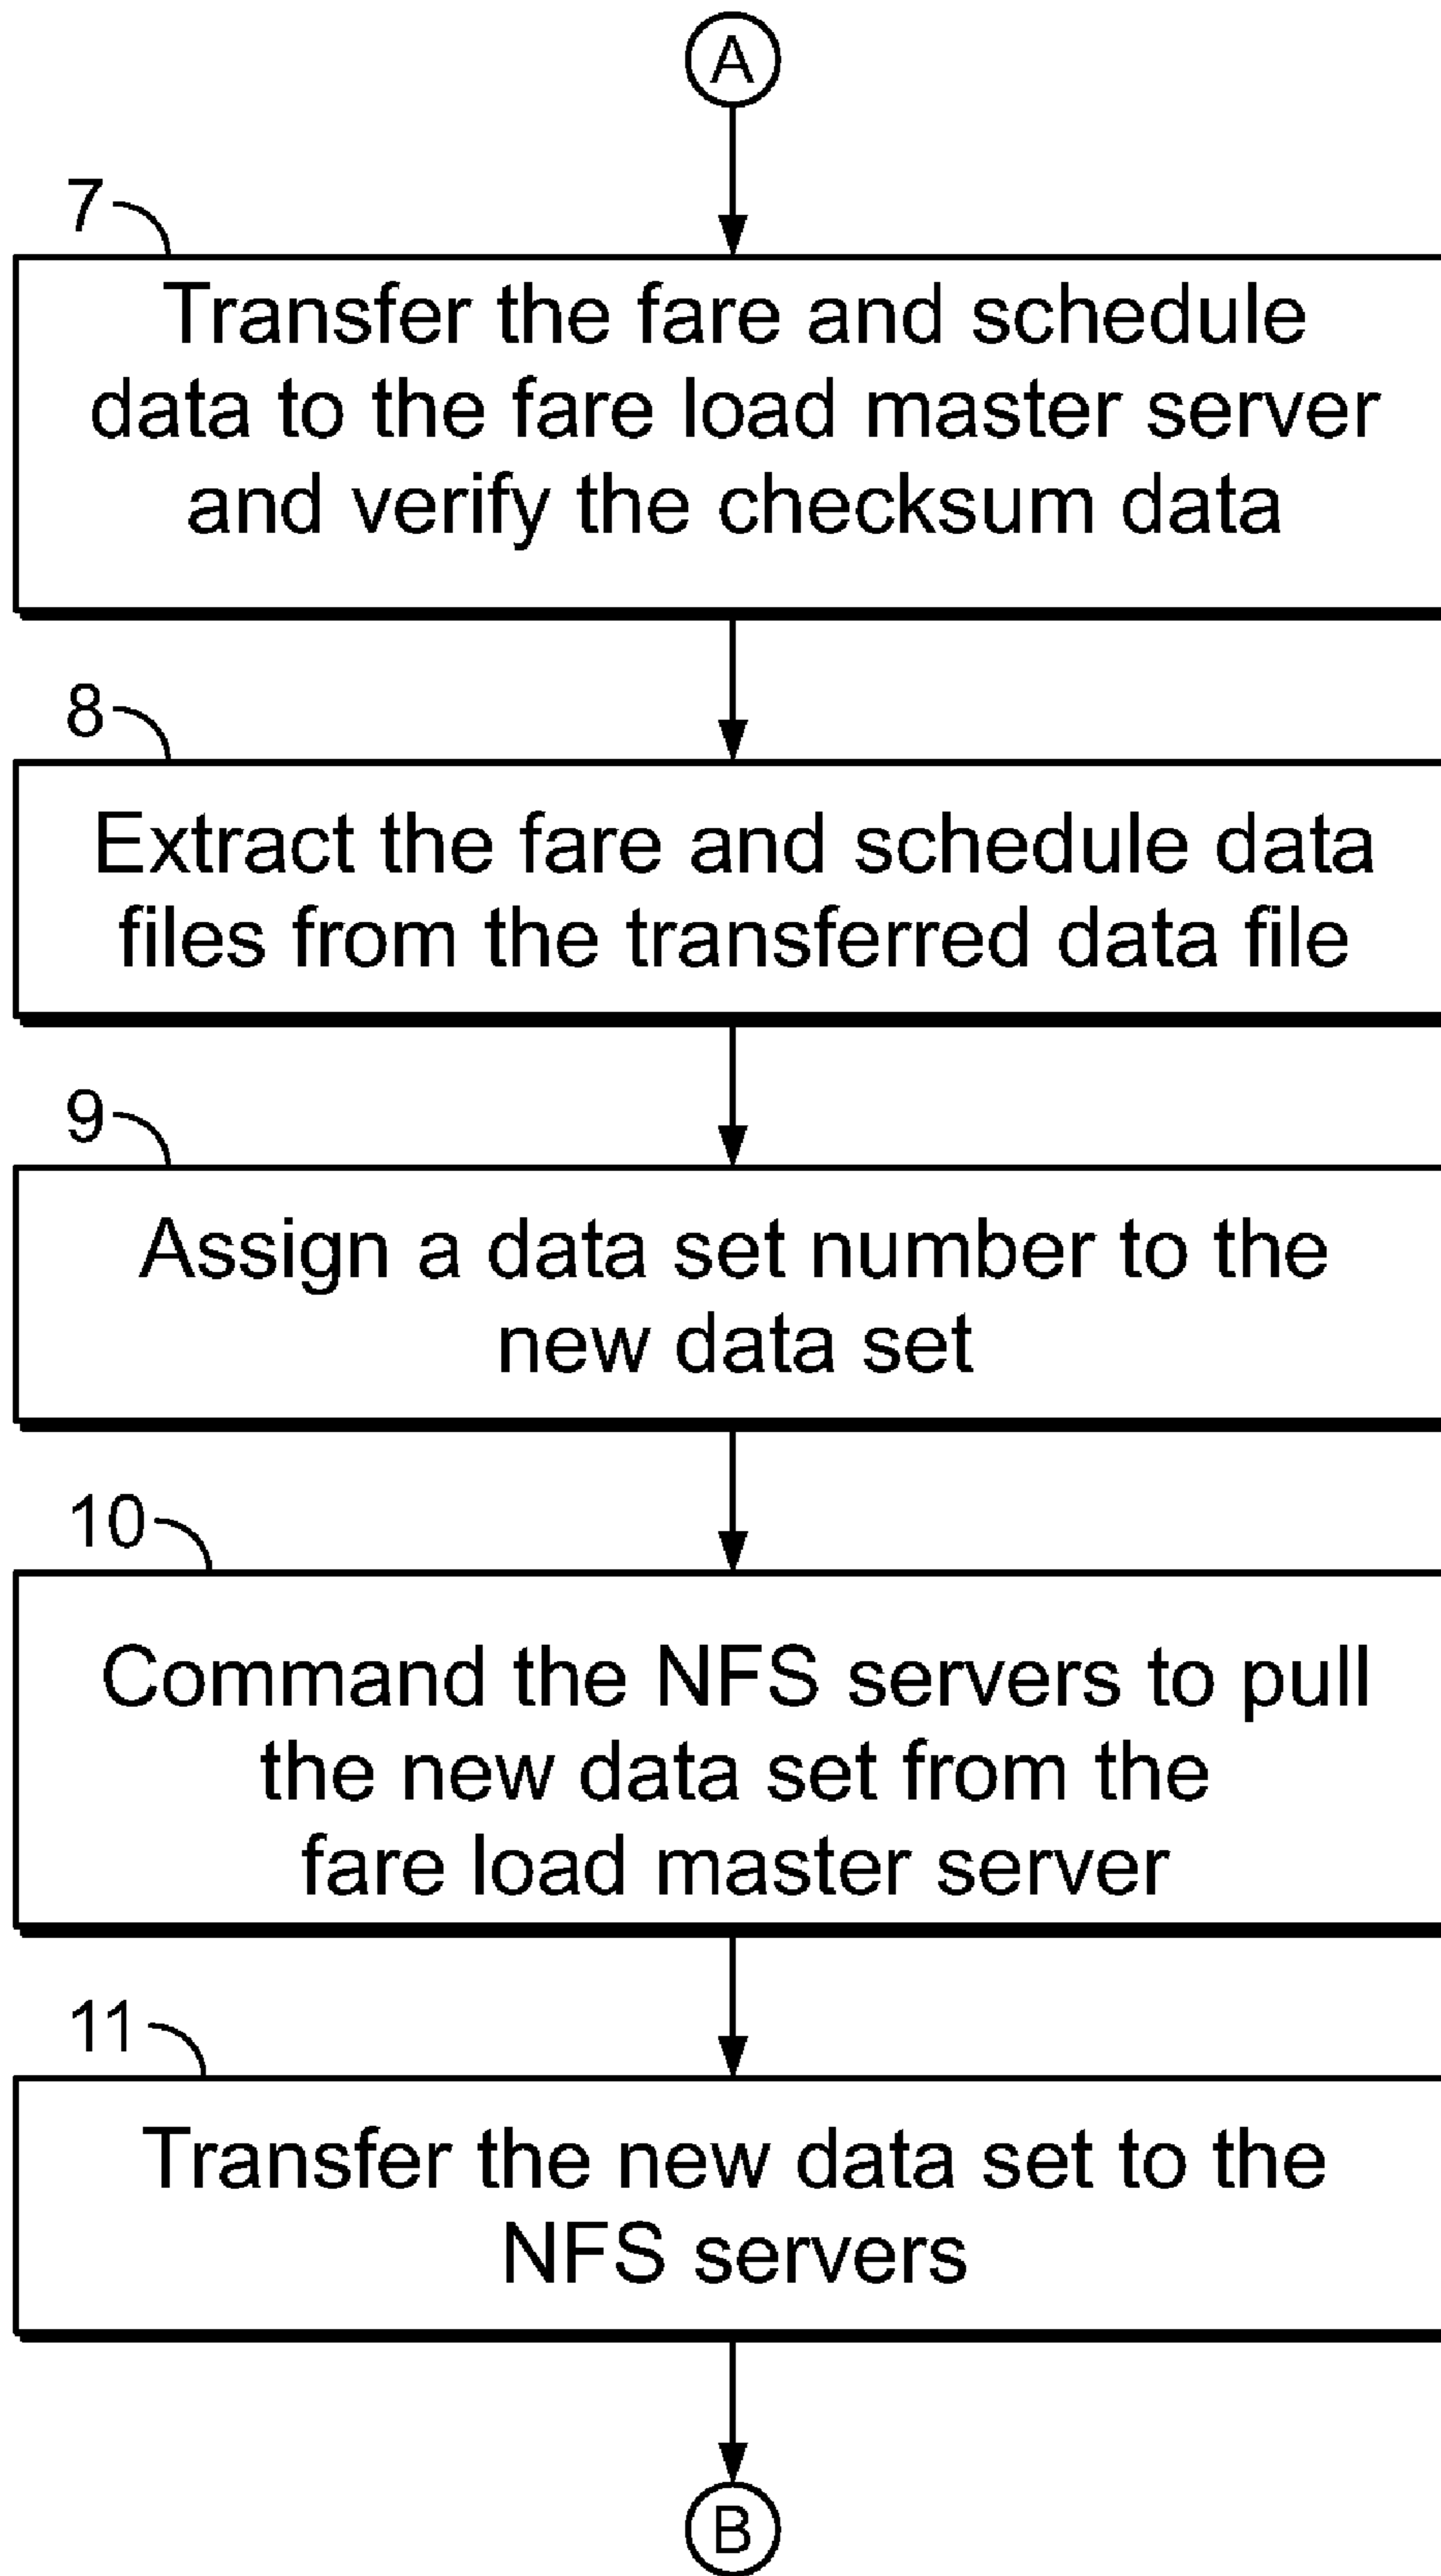 A
7
Transfer the fare and schedule
data to the fare load master server
and verify the checksum data
8
Extract the fare and schedule data
files from the transferred data file
9
Assign a data set number to the
new data set
10
Command the NFS servers to pull
the new data set from the
fare load master server
11
Transfer the new data set to the
NFS servers
B